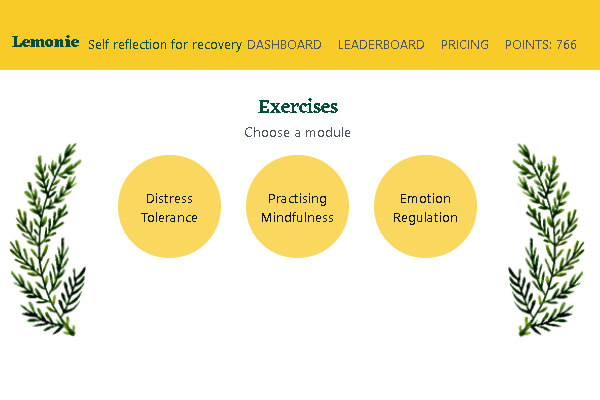 Lemonie Self reflection for recovery DASHBOARD LEADERBOARD PRICING POINTS: 766
Exercises
Choose a module
Distress
Tolerance
Practising
Mindfulness
Emotion
Regulation